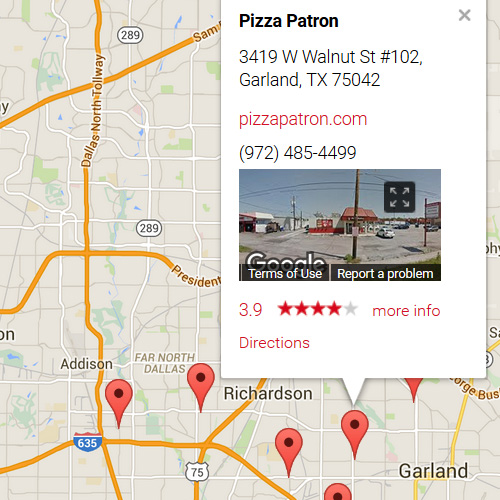 Pizza Patron
×
3419 W Walnut St #102,
Garland, TX 75042
pizzapatron.com
(972) 485-4499
Google
Terms of Use
Report a problem
3.9
more info
Directions
289
Sam
Dallas North Tollway
289
President
Addison
FAR NORTH
DALLAS
Richardson
635
75
Garland